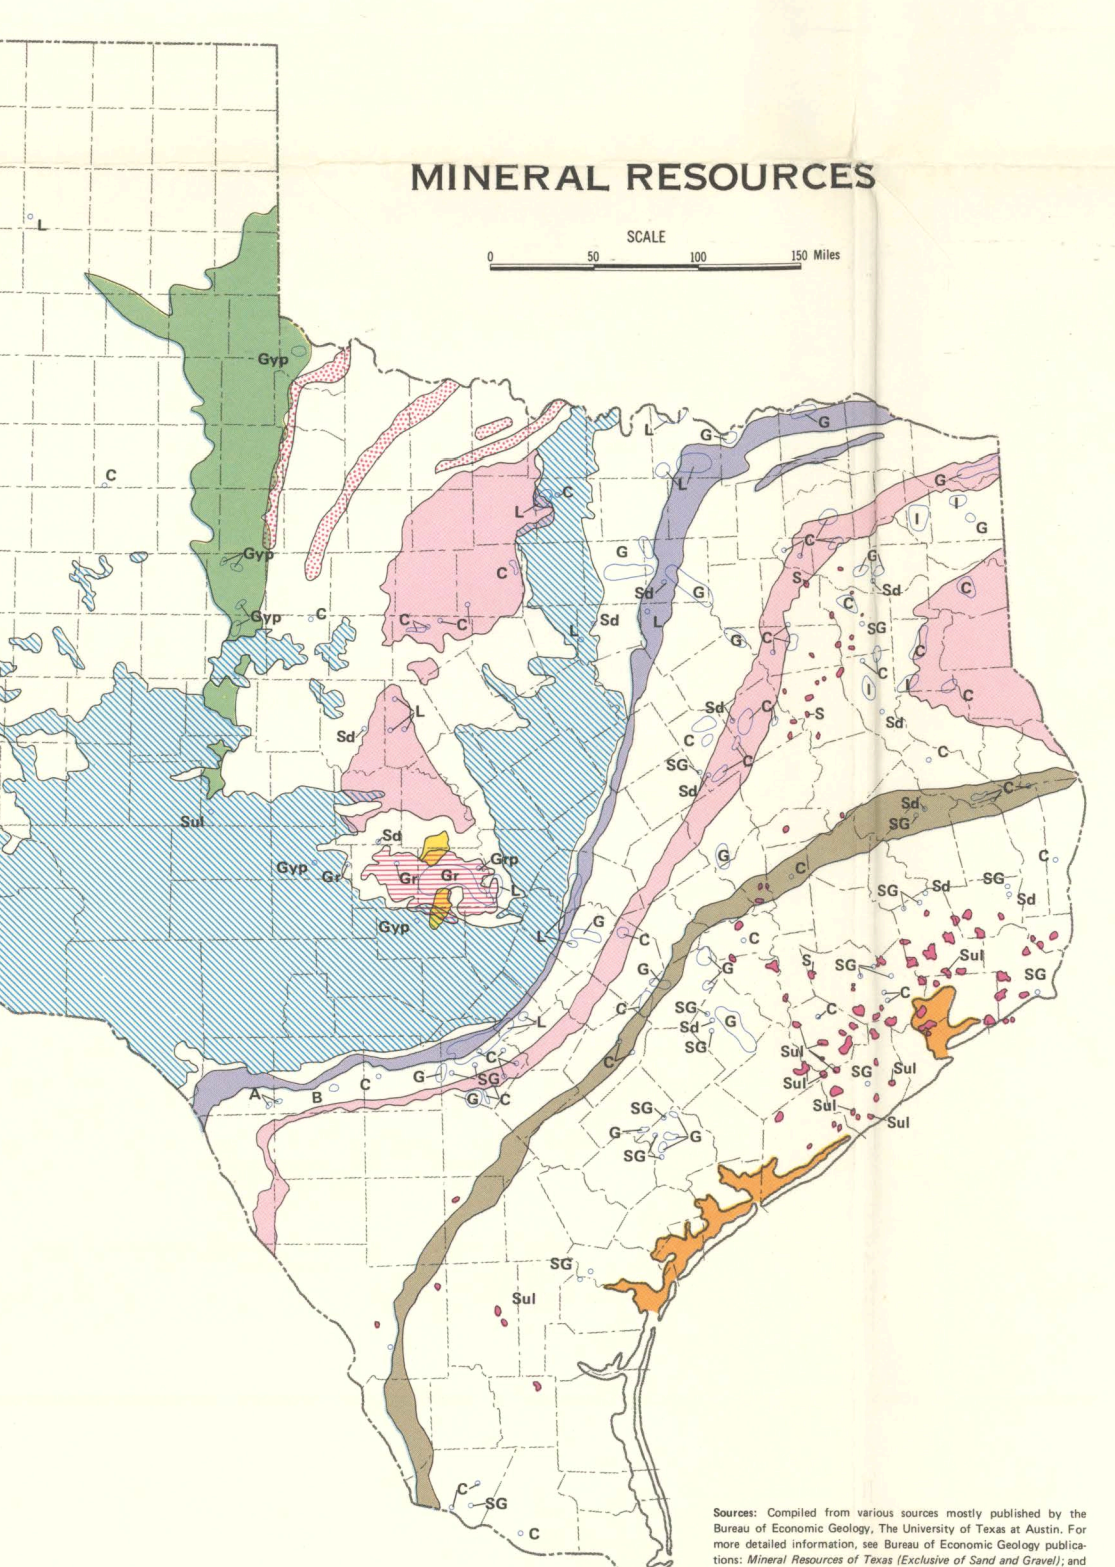 MINERAL RESOURCES
SCALE
0 50 100 150 Miles
L
Gyp
C
Gyp
Gyp
C
L
G
G
L
C
L
G
I
I
G
C
G
C
G
Sd
G
S
Sd
C
C
C
C
Sd
L
C
SG
L
G
C
C
C
I
L
C
L
Sd
Sd
C
S
Sd
C
C
C
SG
Sd
C
Sul
Sd
SG
Sd
Gyp
Gr
Gr
Gr
Grp
G
C
C
L
SG
Sd
SG
Sd
Gyp
L
G
C
C
G
G
S
SG
Sul
SG
C
SG
Sd
SG
G
C
C
L
C
C
Sul
SG
Sul
Sul
A
B
C
G
SG
G
C
SG
G
G
SG
Sul
Sul
SG
Sul
C
SG
C
Sources: Compiled from various sources mostly published by the
Bureau of Economic Geology, The University of Texas at Austin. For
more detailed information, see Bureau of Economic Geology publica-
tions: Mineral Resources of Texas (Exclusive of Sand and Gravel); and